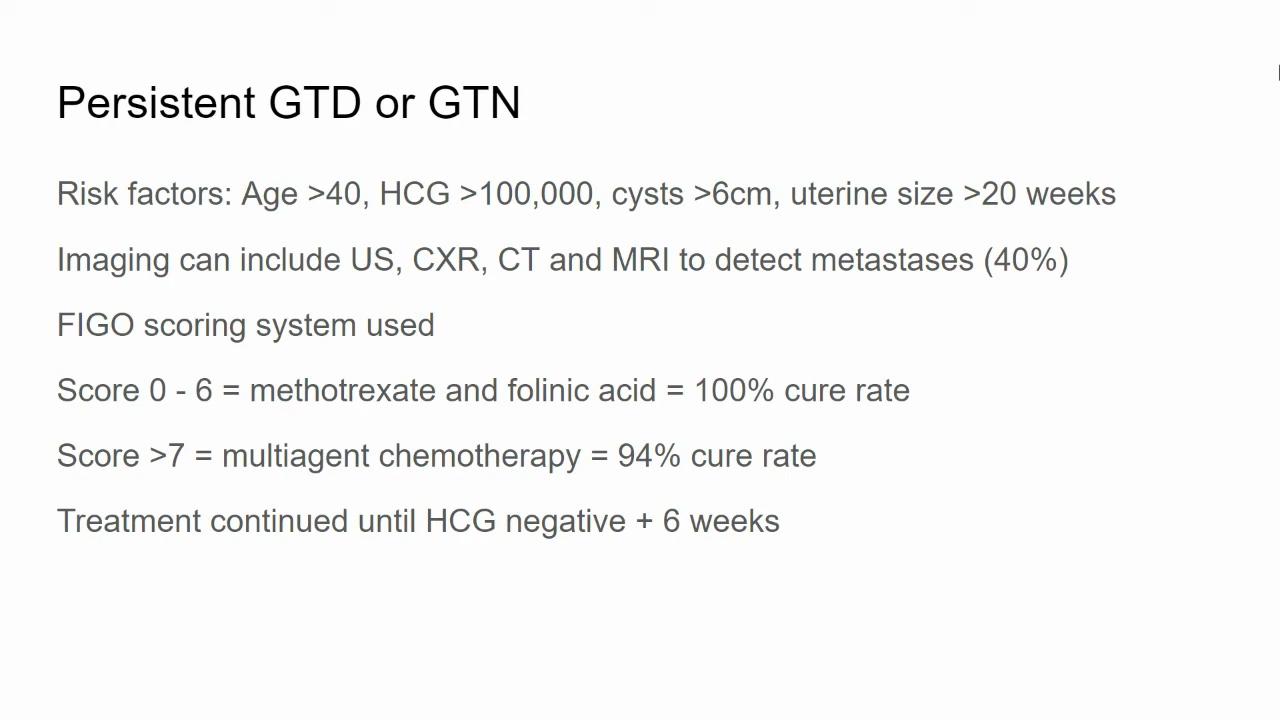 Persistent GTD or GTN
Risk factors: Age >40, HCG >100,000, cysts >6cm, uterine size >20 weeks
Imaging can include US, CXR, CT and MRI to detect metastases (40%)
FIGO scoring system used
Score 0 - 6 = methotrexate and folinic acid = 100% cure rate
Score >7 = multiagent chemotherapy = 94% cure rate
Treatment continued until HCG negative + 6 weeks